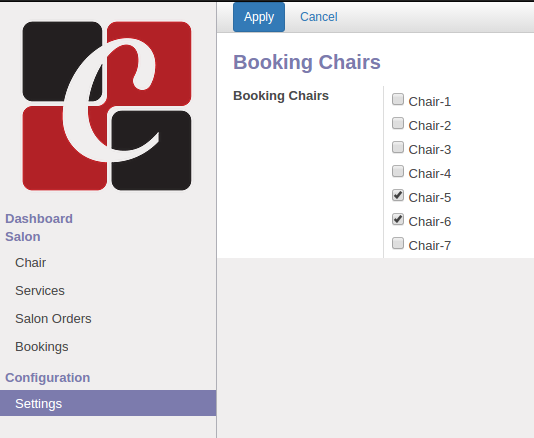 C
Dashboard
Salon
Chair
Services
Salon Orders
Bookings
Configuration
Settings
Apply Cancel
Booking Chairs
Booking Chairs
Chair-1
Chair-2
Chair-3
Chair-4
Chair-5
Chair-6
Chair-7